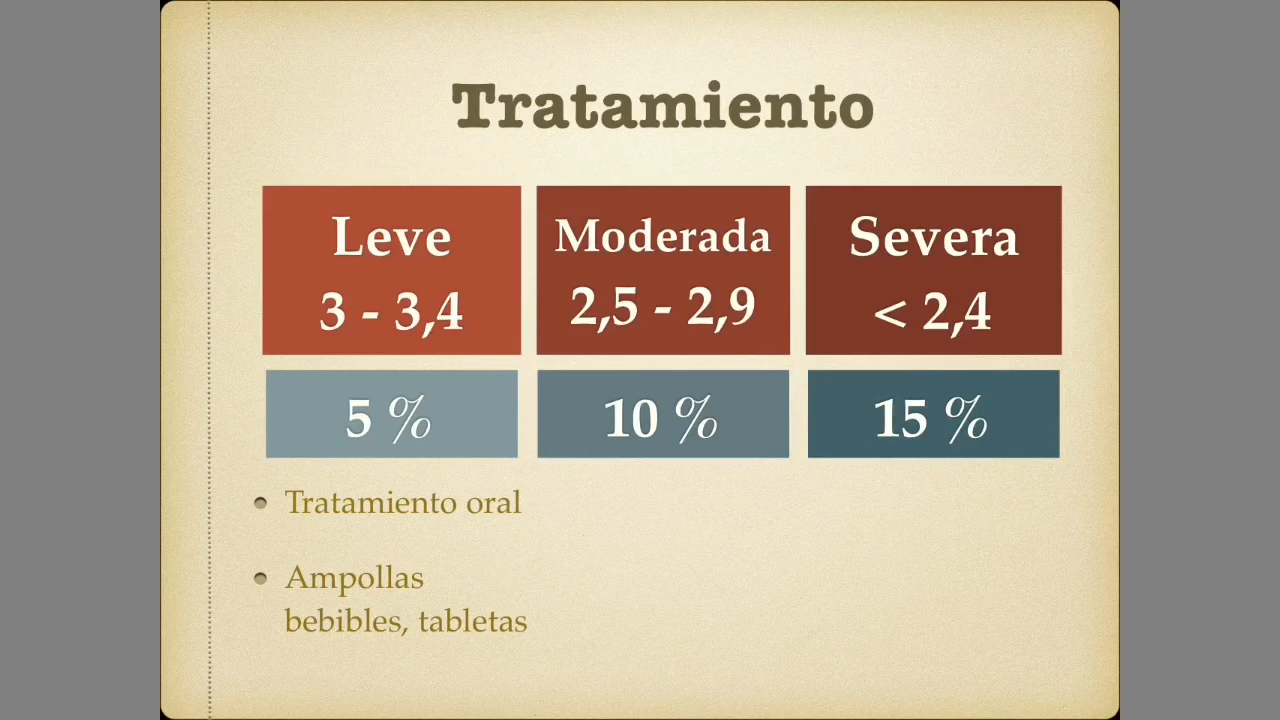 Tratamiento
Leve
3 - 3,4
Moderada
2,5 - 2,9
Severa
< 2,4
5 %
10 %
15 %
Tratamiento oral
Ampollas
bebibles, tabletas